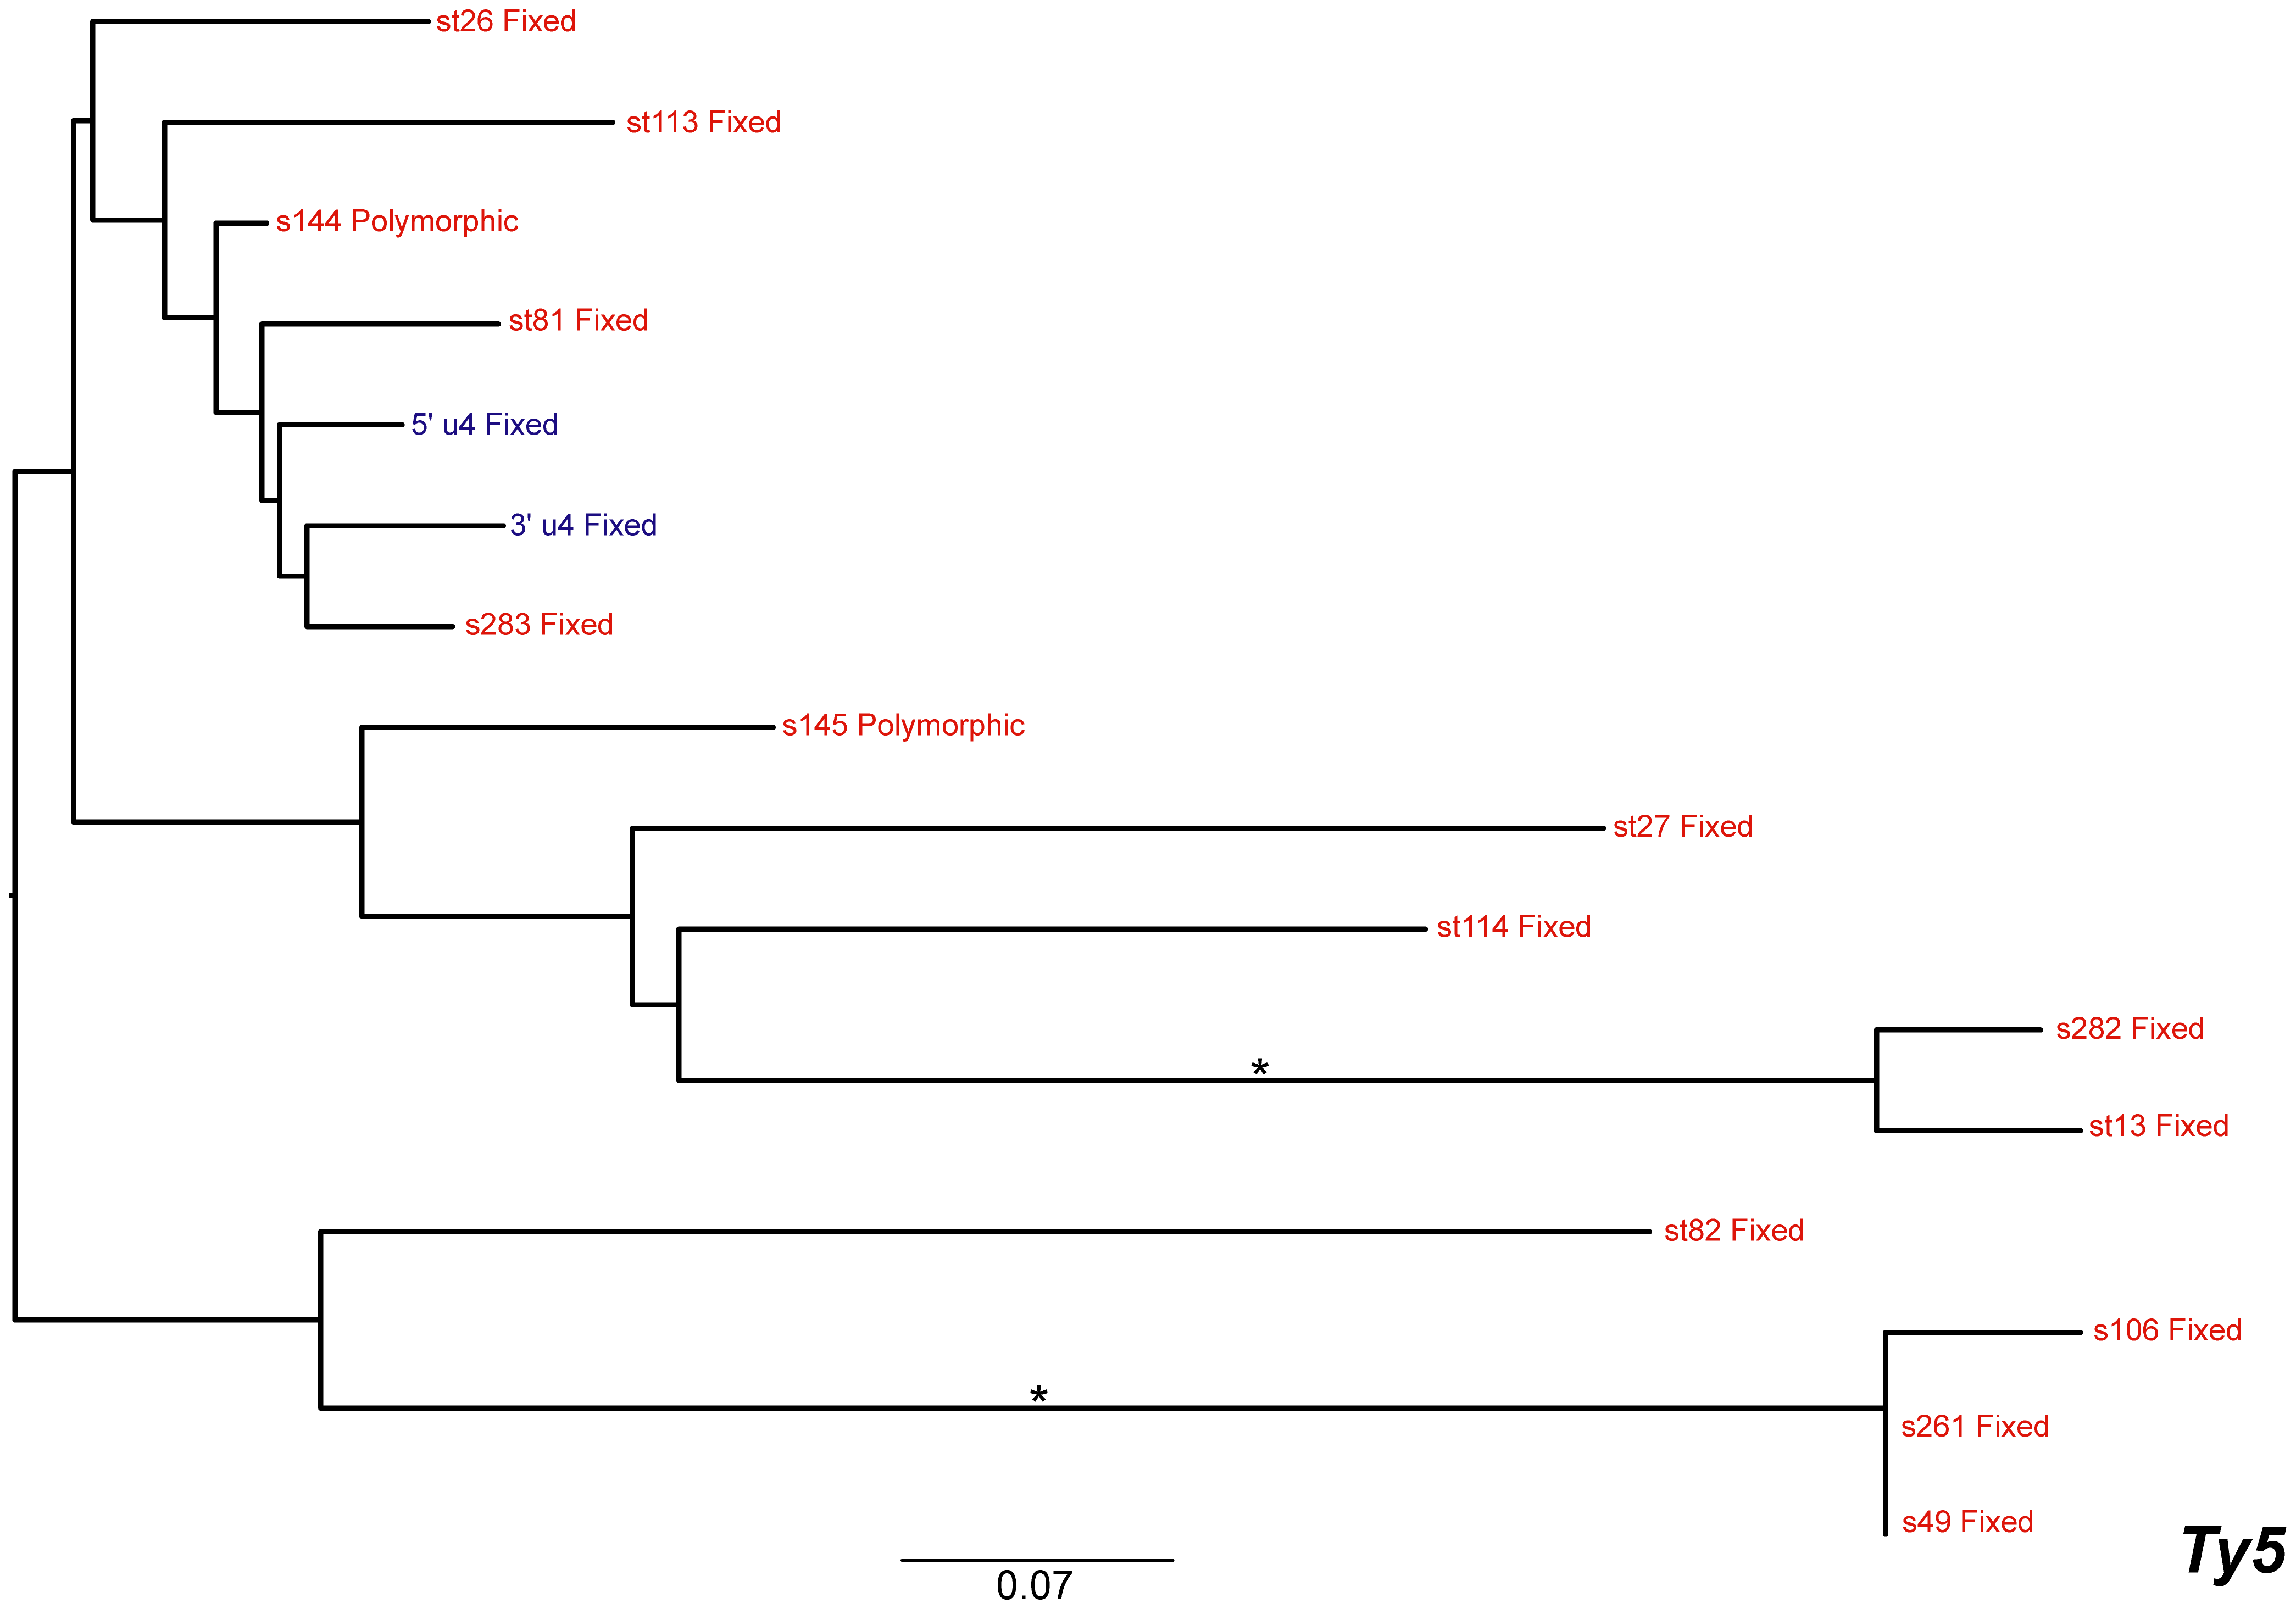 st26 Fixed
st113 Fixed
s144 Polymorphic
st81 Fixed
5' u4 Fixed
3' u4 Fixed
s283 Fixed
s145 Polymorphic
st27 Fixed
st114 Fixed
s282 Fixed
*
st13 Fixed
st82 Fixed
s106 Fixed
*
s261 Fixed
s49 Fixed
Ty5
0.07